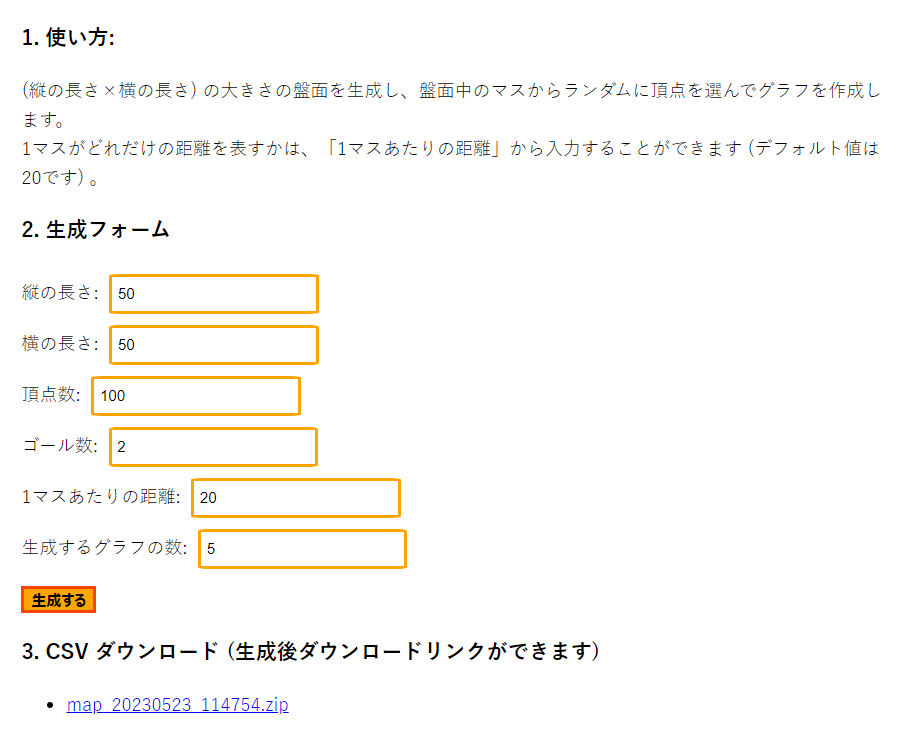 1. 使い方:
(縦の長さ×横の長さ) の大きさの盤面を生成し、盤面中のマスからランダムに頂点を選んでグラフを作成し
ます。
1マスがどれだけの距離を表すかは、「1マスあたりの距離」から入力することができます (デフォルト値は
20です) 。
2. 生成フォーム
縦の長さ: 50
横の長さ: 50
頂点数: 100
ゴール数: 2
1マスあたりの距離: 20
生成するグラフの数: 5
生成する
3. CSV ダウンロード (生成後ダウンロードリンクができます)
• map_20230523_114754.zip